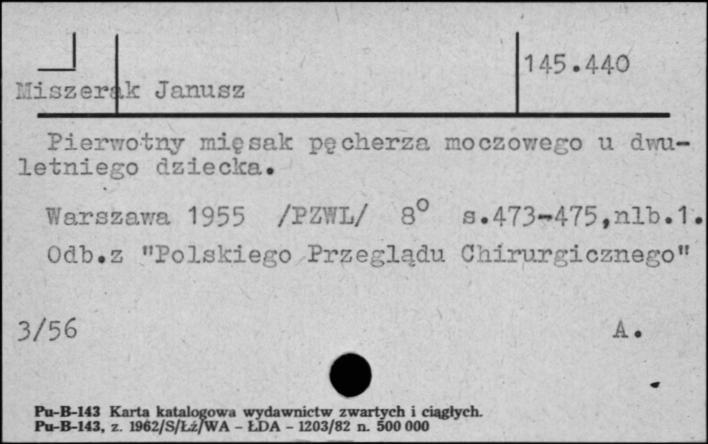 145.440
Miszerak Janusz
Pierwotny mięsak pęcherza moczowego u dwu-
letniego dziecka.
Warszawa 1955 /PZWL/ 8° s.473-475,nlb.1.
Odb.z "Polskiego Przeglądu Chirurgicznego"
3/56 A.
Pu-B-143 Karta katalogowa wydawnictw zwartych i ciągłych.
Pu-B-143, z. 1962/S/Łź/WA - ŁDA - 1203/82 n. 500 000